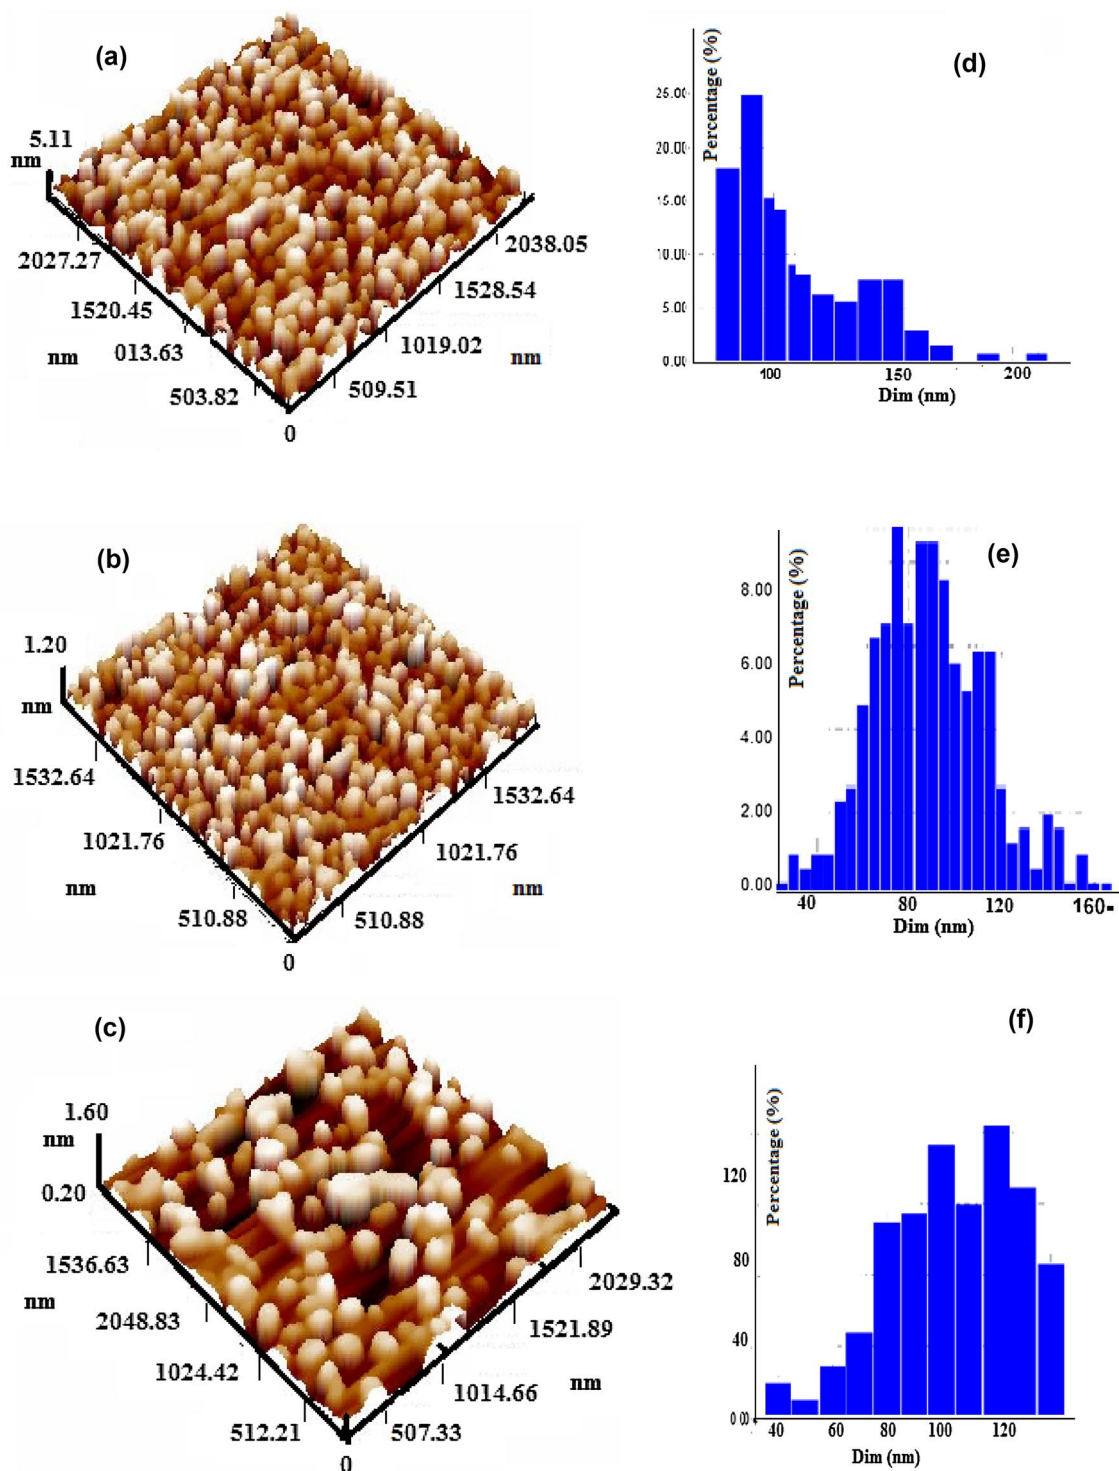 (a)
5.11
nm
2027.27
1520.45
013.63
503.82
nm
0
509.51
1019.02
1528.54
2038.05
nm
(d)
Percentage (%)
25.00
20.00
15.00
10.00
5.00
0.00
100
150
200
Dim (nm)
(b)
1.20
nm
1532.64
1021.76
510.88
nm
0
510.88
1021.76
1532.64
nm
(e)
Percentage (%)
8.00
6.00
4.00
2.00
0.00
40
80
120
160
Dim (nm)
(c)
1.60
nm
0.20
1536.63
nm
2048.83
1024.42
512.21
0
507.33
1014.66
1521.89
2029.32
nm
(f)
Percentage (%)
120
80
40
0.00
40
60
80
100
120
Dim (nm)